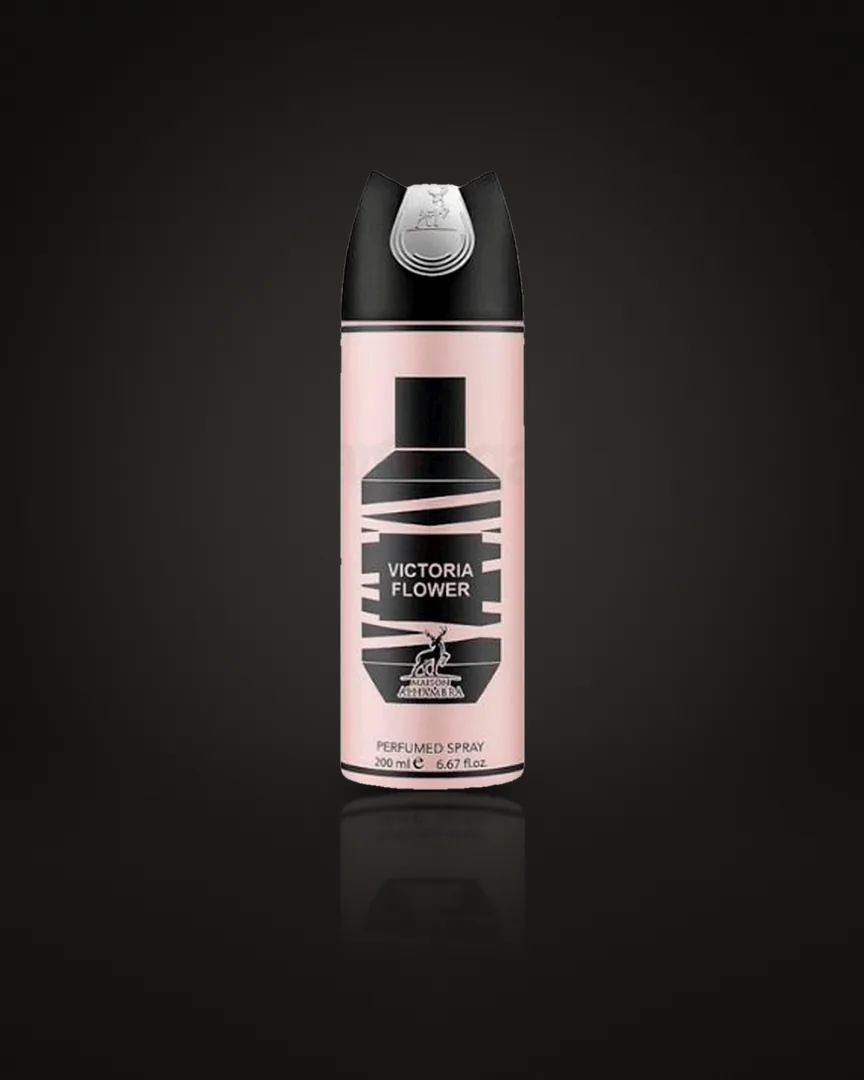 VICTORIA
FLOWER
MAISON
ALHAMBRA
PERFUMED SPRAY
200 ml e 6.67 fl.oz.